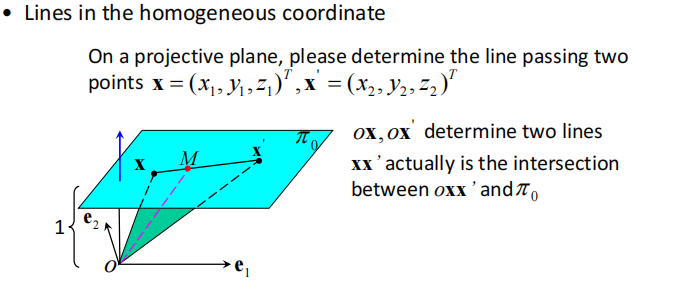 • Lines in the homogeneous coordinate
On a projective plane, please determine the line passing two
points x = (x₁, y₁, z₁)ᵀ, x' = (x₂, y₂, z₂)ᵀ
ox, ox' determine two lines
xx' actually is the intersection
between oxx' and π₀
x M x' π₀
1
e₂
O e₁